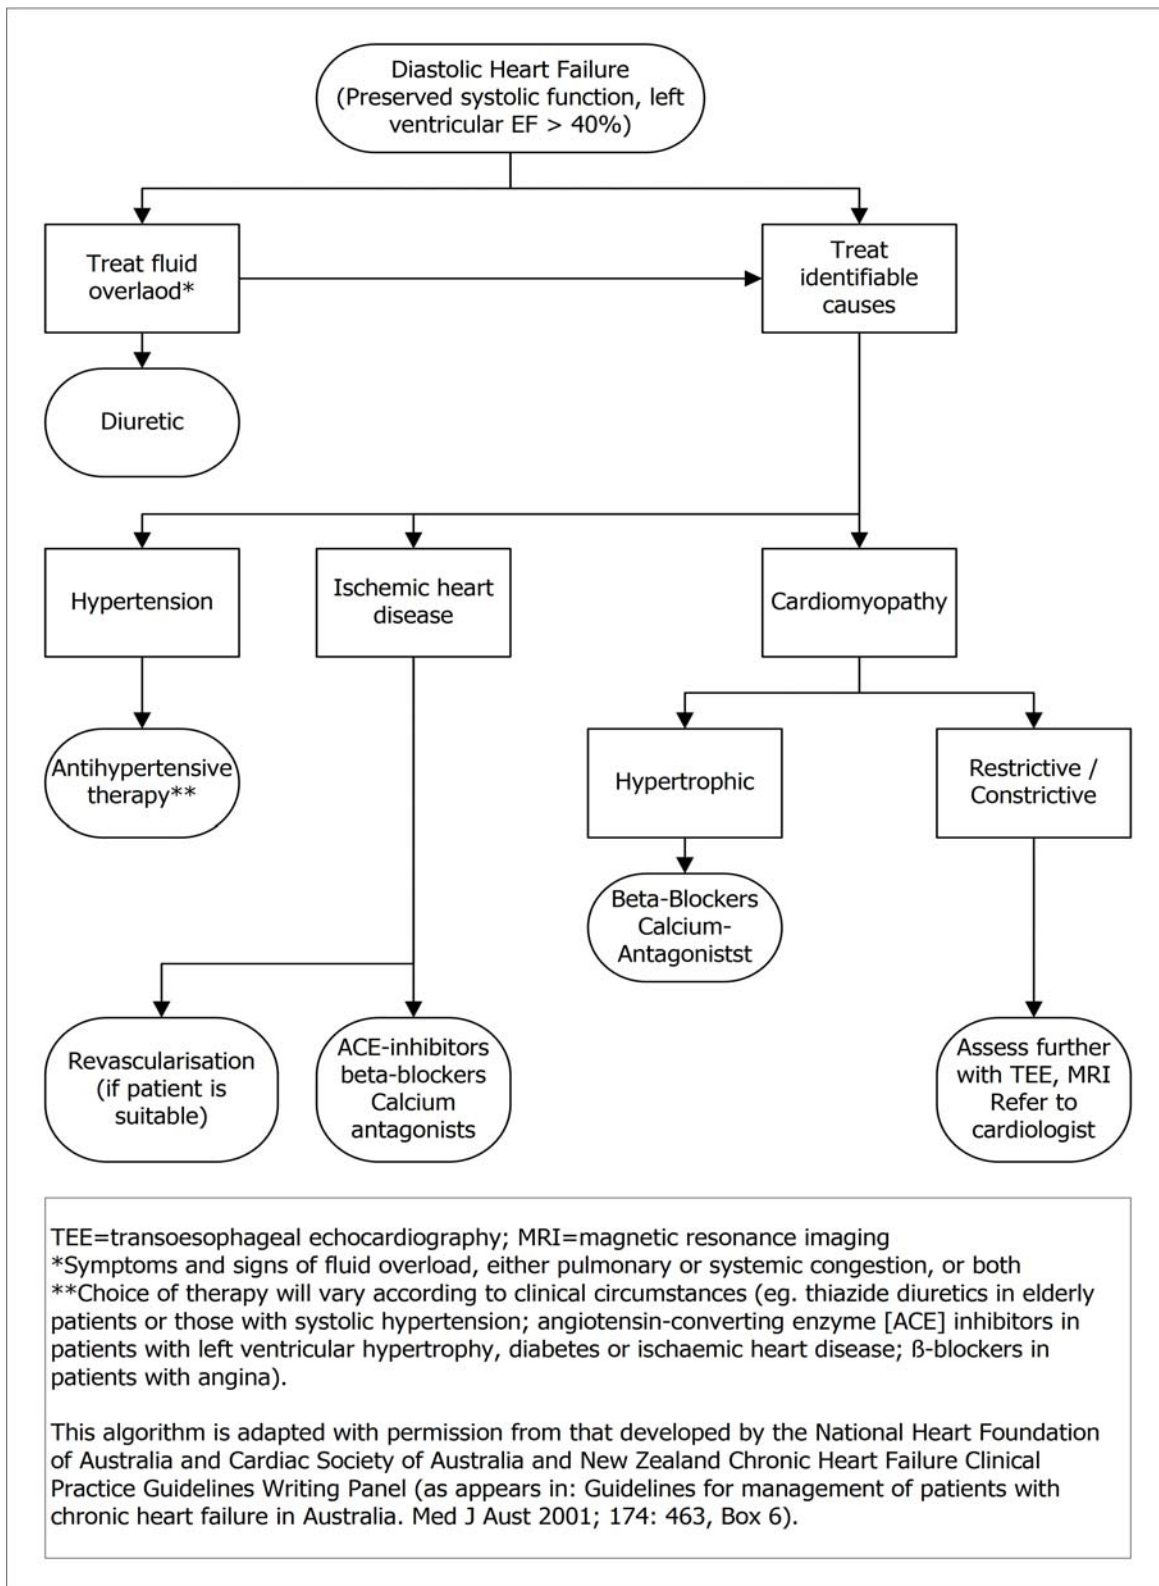 Diastolic Heart Failure
(Preserved systolic function, left
ventricular EF > 40%)
Treat fluid
overlaod*
Treat
identifiable
causes
Diuretic
Hypertension
Ischemic heart
disease
Cardiomyopathy
Antihypertensive
therapy**
Hypertrophic
Restrictive /
Constrictive
Beta-Blockers
Calcium-
Antagonistst
Revascularisation
(if patient is
suitable)
ACE-inhibitors
beta-blockers
Calcium
antagonists
Assess further
with TEE, MRI
Refer to
cardiologist
TEE=transoesophageal echocardiography; MRI=magnetic resonance imaging
*Symptoms and signs of fluid overload, either pulmonary or systemic congestion, or both
**Choice of therapy will vary according to clinical circumstances (eg. thiazide diuretics in elderly
patients or those with systolic hypertension; angiotensin-converting enzyme [ACE] inhibitors in
patients with left ventricular hypertrophy, diabetes or ischaemic heart disease; ß-blockers in
patients with angina).
This algorithm is adapted with permission from that developed by the National Heart Foundation
of Australia and Cardiac Society of Australia and New Zealand Chronic Heart Failure Clinical
Practice Guidelines Writing Panel (as appears in: Guidelines for management of patients with
chronic heart failure in Australia. Med J Aust 2001; 174: 463, Box 6).